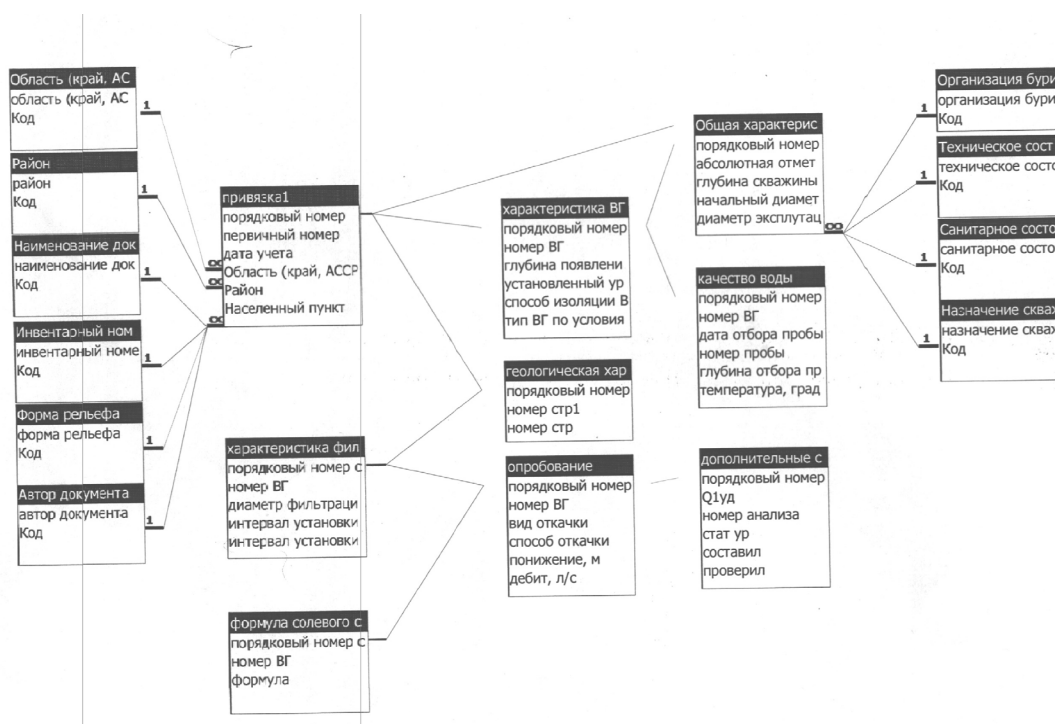 Область (край, АС
область (край, АС
Код
1
Район
район
Код
1
Наименование док
наименование док
Код
1
Инвентарный ном
инвентарный номе
Код
1
Форма рельефа
форма рельефа
Код
1
Автор документа
автор документа
Код
1
привязка1
порядковый номер
первичный номер
дата учета
Область (край, АССР
Район
Населенный пункт
∞
∞
∞
характеристика фил
порядковый номер с
номер ВГ
диаметр фильтраци
интервал установки
интервал установки
формула солевого с
порядковый номер с
номер ВГ
формула
характеристика ВГ
порядковый номер
номер ВГ
глубина появлени
установленный ур
способ изоляции В
тип ВГ по условия
геологическая хар
порядковый номер
номер стр1
номер стр
опробование
порядковый номер
номер ВГ
вид откачки
способ откачки
понижение, м
дебит, л/с
Общая характерис
порядковый номер
абсолютная отмет
глубина скважины
начальный диамет
диаметр эксплутац
∞
качество воды
порядковый номер
номер ВГ
дата отбора пробы
номер пробы
глубина отбора пр
температура, град
дополнительные с
порядковый номер
Q1уд
номер анализа
стат ур
составил
проверил
Организация бури
организация бури
Код
1
Техническое сост
техническое состо
Код
1
Санитарное состо
санитарное состо
Код
1
Назначение скваж
назначение скваж
Код
1